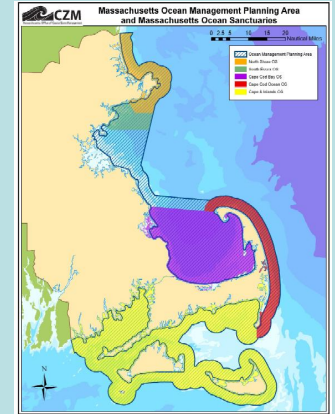 CZM
Massachusetts Ocean Management Planning Area
and Massachusetts Ocean Sanctuaries
0 2.5 5 10 15 20
Nautical Miles
Ocean Management Planning Area
North Shore OS
South Essex OS
Cape Cod Bay OS
Cape Cod Ocean OS
Cape & Islands OS
N